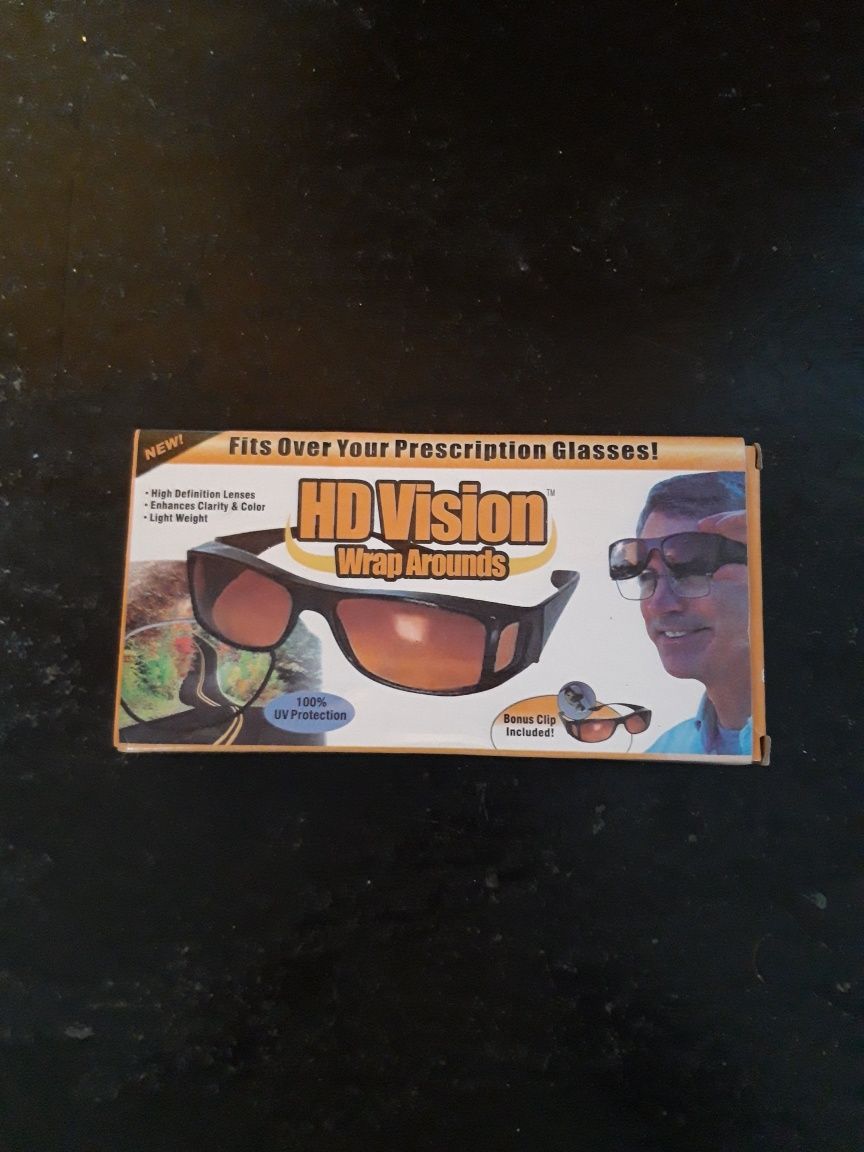 NEW!
Fits Over Your Prescription Glasses!
• High Definition Lenses
• Enhances Clarity & Color
• Light Weight
HD Vision™
Wrap Arounds
100%
UV Protection
Bonus Clip
Included!